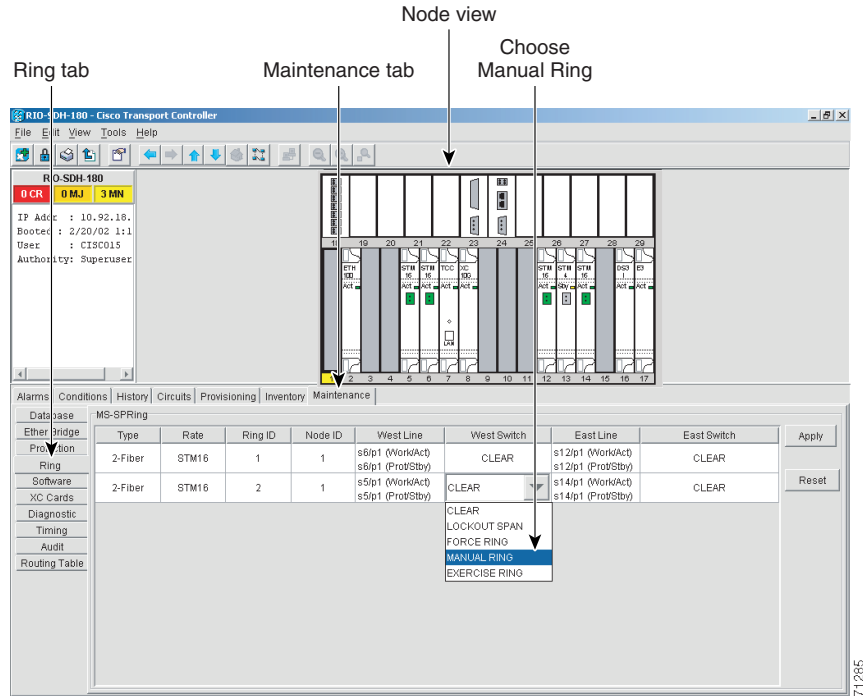 Node view
Choose
Ring tab
Maintenance tab
Manual Ring
RIO-SDH-180 - Cisco Transport Controller
File Edit View Tools Help
RIO-SDH-180
0 CR 0 MJ 3 MN
IP Addr : 10.92.18.
Booted : 2/20/02 1:1
User : CISCO15
Authority: Superuser
18 19 20 21 22 23 24 25 26 27 28 29
ETH 100 STM 16 STM 16 TCC XC 10G STM 16 STM 4 STM 16 DS3 I E3
Act Act Act Act Act Act Sby Act Act Act
LAN
1 2 3 4 5 6 7 8 9 10 11 12 13 14 15 16 17
Alarms Conditions History Circuits Provisioning Inventory Maintenance
Database
Ether Bridge
Protection
Ring
Software
XC Cards
Diagnostic
Timing
Audit
Routing Table
MS-SPRing
Type Rate Ring ID Node ID West Line West Switch East Line East Switch
2-Fiber STM16 1 1 s6/p1 (Work/Act) CLEAR s12/p1 (Work/Act) CLEAR
s6/p1 (Prot/Stby) s12/p1 (Prot/Stby)
2-Fiber STM16 2 1 s5/p1 (Work/Act) CLEAR s14/p1 (Work/Act) CLEAR
s5/p1 (Prot/Stby) s14/p1 (Prot/Stby)
CLEAR
LOCKOUT SPAN
FORCE RING
MANUAL RING
EXERCISE RING
Apply
Reset
71285